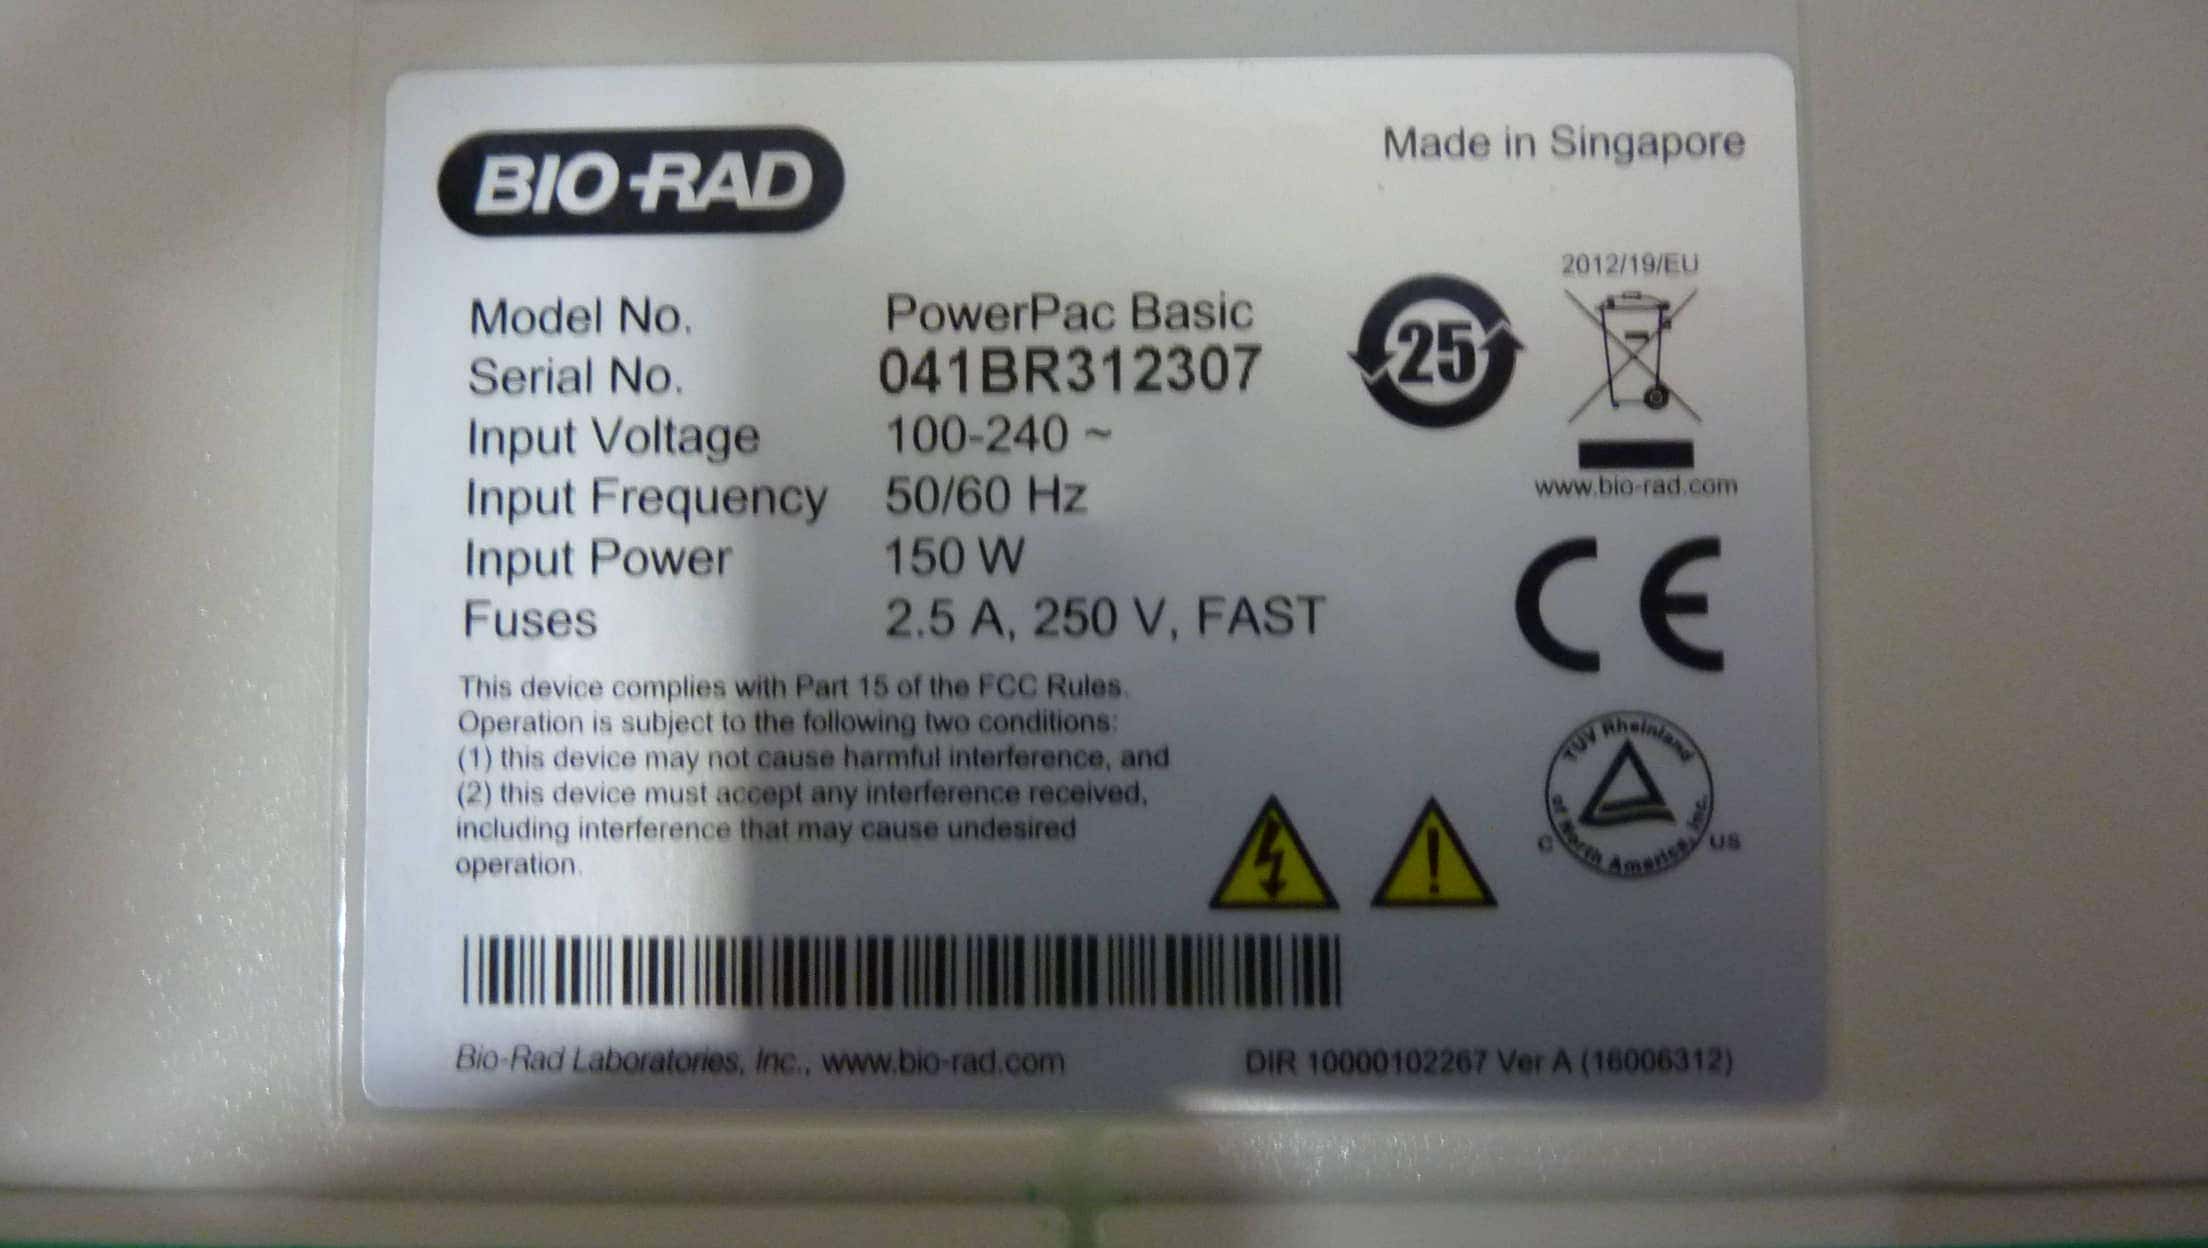 BIO-RAD
Made in Singapore
Model No. PowerPac Basic
Serial No. 041BR312307
Input Voltage 100-240 ~
Input Frequency 50/60 Hz
Input Power 150 W
Fuses 2.5 A, 250 V, FAST
25
2012/19/EU
www.bio-rad.com
CE
This device complies with Part 15 of the FCC Rules.
Operation is subject to the following two conditions:
(1) this device may not cause harmful interference, and
(2) this device must accept any interference received,
including interference that may cause undesired
operation.
TUV Rheinland
of North America, Inc.
C US
Bio-Rad Laboratories, Inc., www.bio-rad.com
DIR 10000102267 Ver A (16006312)